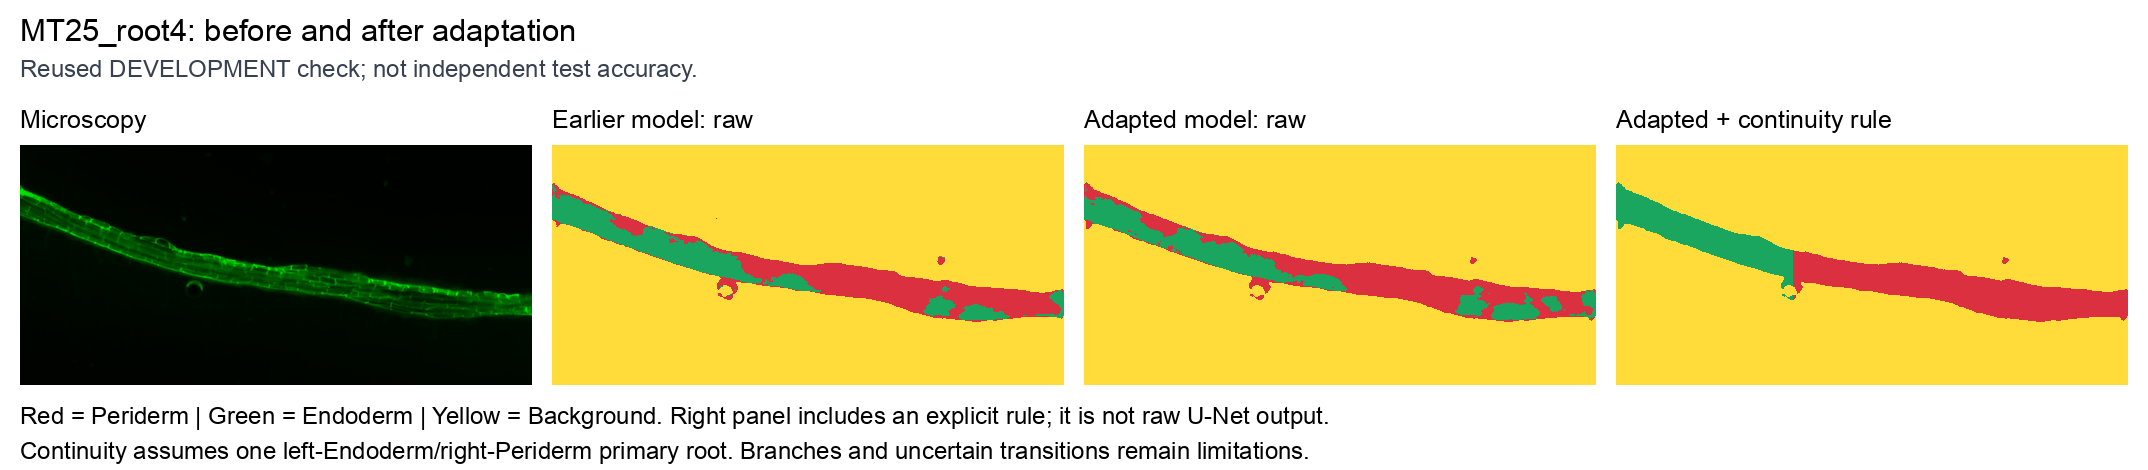 MT25_root4: before and after adaptation
Reused DEVELOPMENT check; not independent test accuracy.
Microscopy
Earlier model: raw
Adapted model: raw
Adapted + continuity rule
Red = Periderm | Green = Endoderm | Yellow = Background. Right panel includes an explicit rule; it is not raw U-Net output.
Continuity assumes one left-Endoderm/right-Periderm primary root. Branches and uncertain transitions remain limitations.